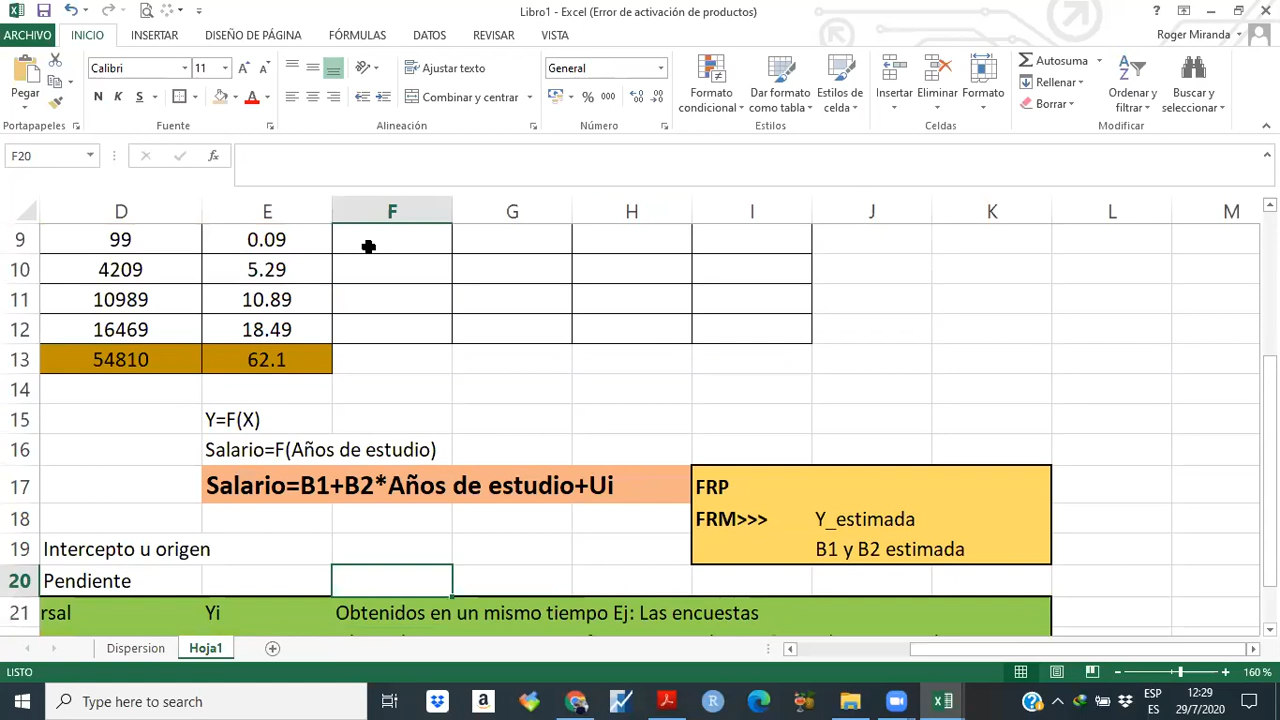 Libro1 - Excel (Error de activación de productos)
ARCHIVO INICIO INSERTAR DISEÑO DE PÁGINA FÓRMULAS DATOS REVISAR VISTA Roger Miranda
Calibri 11 Ajustar texto General Autosuma
Rellenar
Pegar N K S Combinar y centrar % 000 Formato condicional Dar formato como tabla Estilos de celda Insertar Eliminar Formato Borrar Ordenar y filtrar Buscar y seleccionar
Portapapeles Fuente Alineación Número Estilos Celdas Modificar
F20 fx
D E F G H I J K L M
9 99 0.09
10 4209 5.29
11 10989 10.89
12 16469 18.49
13 54810 62.1
14
15 Y=F(X)
16 Salario=F(Años de estudio)
17 Salario=B1+B2*Años de estudio+Ui FRP
18 FRM>>> Y_estimada
19 Intercepto u origen B1 y B2 estimada
20 Pendiente
21 rsal Yi Obtenidos en un mismo tiempo Ej: Las encuestas
Dispersion Hoja1
LISTO 160 %
Type here to search ESP 12:29
ES 29/7/2020